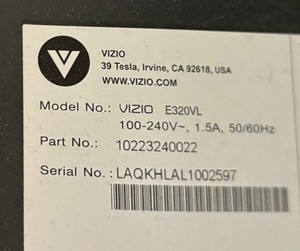 VIZIO
39 Tesla, Irvine, CA 92618, USA
WWW.VIZIO.COM
Model No.: VIZIO E320VL
100-240V~, 1.5A, 50/60Hz
Part No.: 10223240022
Serial No.: LAQKHLAL1002597